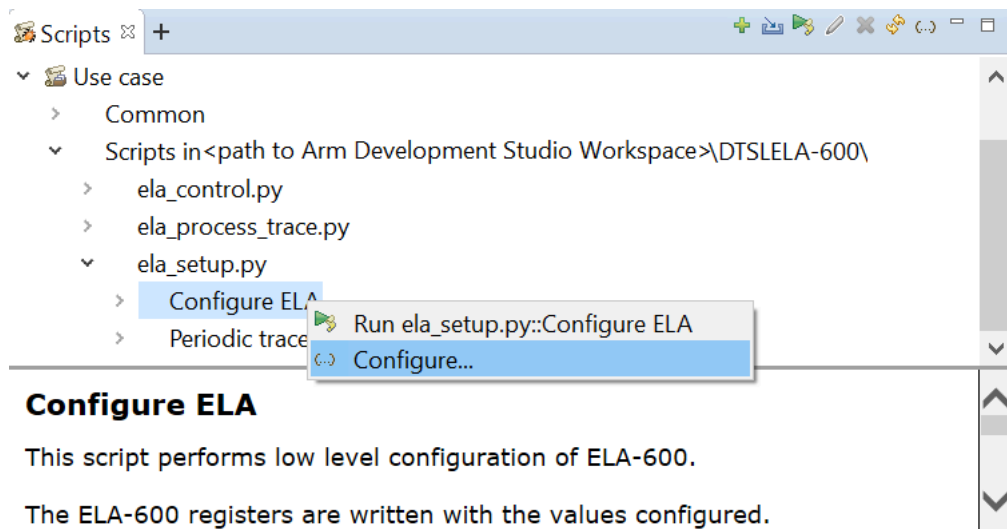 Scripts
Use case
Common
Scripts in<path to Arm Development Studio Workspace>\DTSLELA-600\
ela_control.py
ela_process_trace.py
ela_setup.py
Configure ELA
Run ela_setup.py::Configure ELA
Periodic trace
Configure...
Configure ELA
This script performs low level configuration of ELA-600.
The ELA-600 registers are written with the values configured.